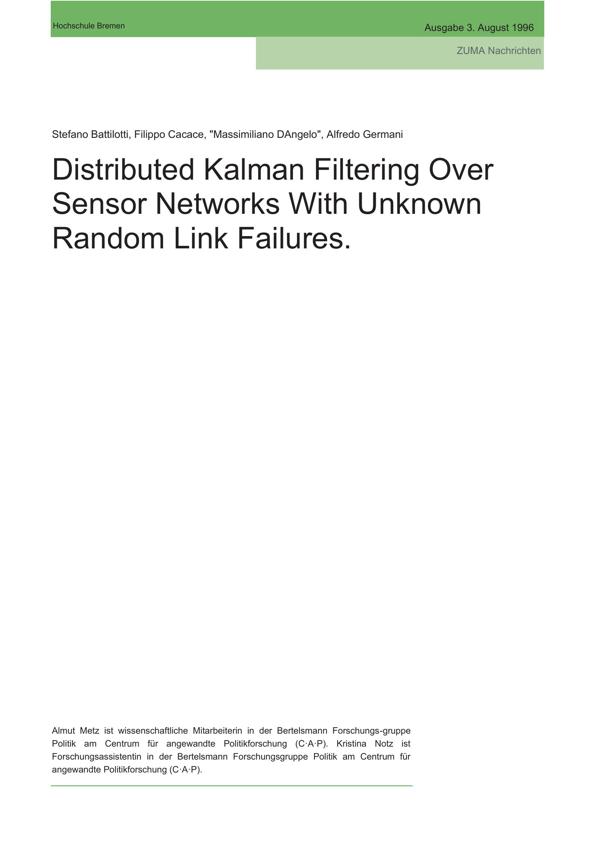 Hochschule Bremen
Ausgabe 3. August 1996
ZUMA Nachrichten
Stefano Battilotti, Filippo Cacace, "Massimiliano DAngelo", Alfredo Germani
Distributed Kalman Filtering Over
Sensor Networks With Unknown
Random Link Failures.
Almut Metz ist wissenschaftliche Mitarbeiterin in der Bertelsmann Forschungs-gruppe
Politik am Centrum für angewandte Politikforschung (C·A·P). Kristina Notz ist
Forschungsassistentin in der Bertelsmann Forschungsgruppe Politik am Centrum für
angewandte Politikforschung (C·A·P).